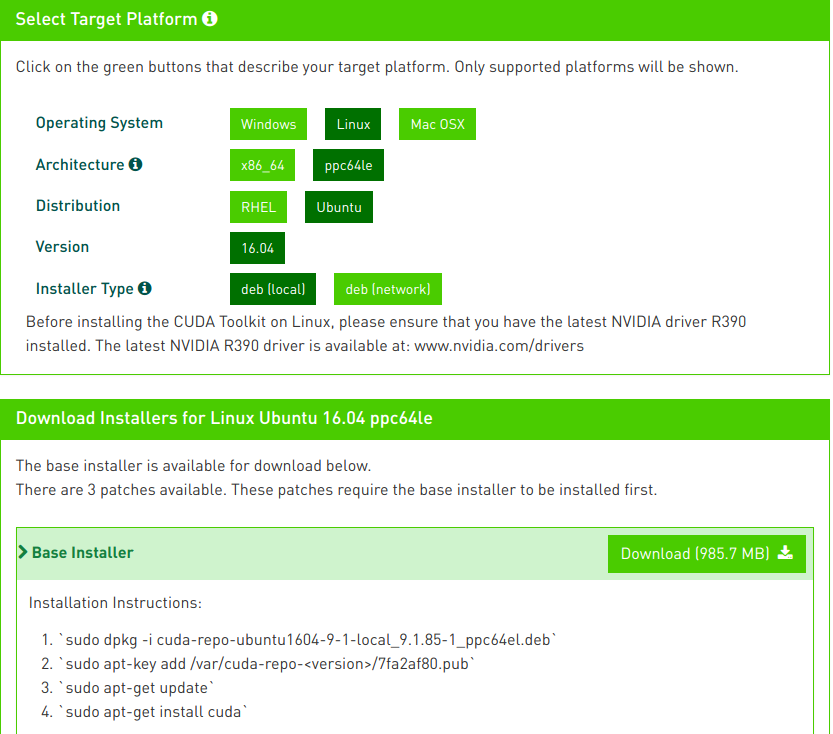 Select Target Platform
Click on the green buttons that describe your target platform. Only supported platforms will be shown.
Operating System Windows Linux Mac OSX
Architecture x86_64 ppc64le
Distribution RHEL Ubuntu
Version 16.04
Installer Type deb (local) deb (network)
Before installing the CUDA Toolkit on Linux, please ensure that you have the latest NVIDIA driver R390
installed. The latest NVIDIA R390 driver is available at: www.nvidia.com/drivers
Download Installers for Linux Ubuntu 16.04 ppc64le
The base installer is available for download below.
There are 3 patches available. These patches require the base installer to be installed first.
Base Installer Download (985.7 MB)
Installation Instructions:
1. `sudo dpkg -i cuda-repo-ubuntu1604-9-1-local_9.1.85-1_ppc64el.deb`
2. `sudo apt-key add /var/cuda-repo-<version>/7fa2af80.pub`
3. `sudo apt-get update`
4. `sudo apt-get install cuda`